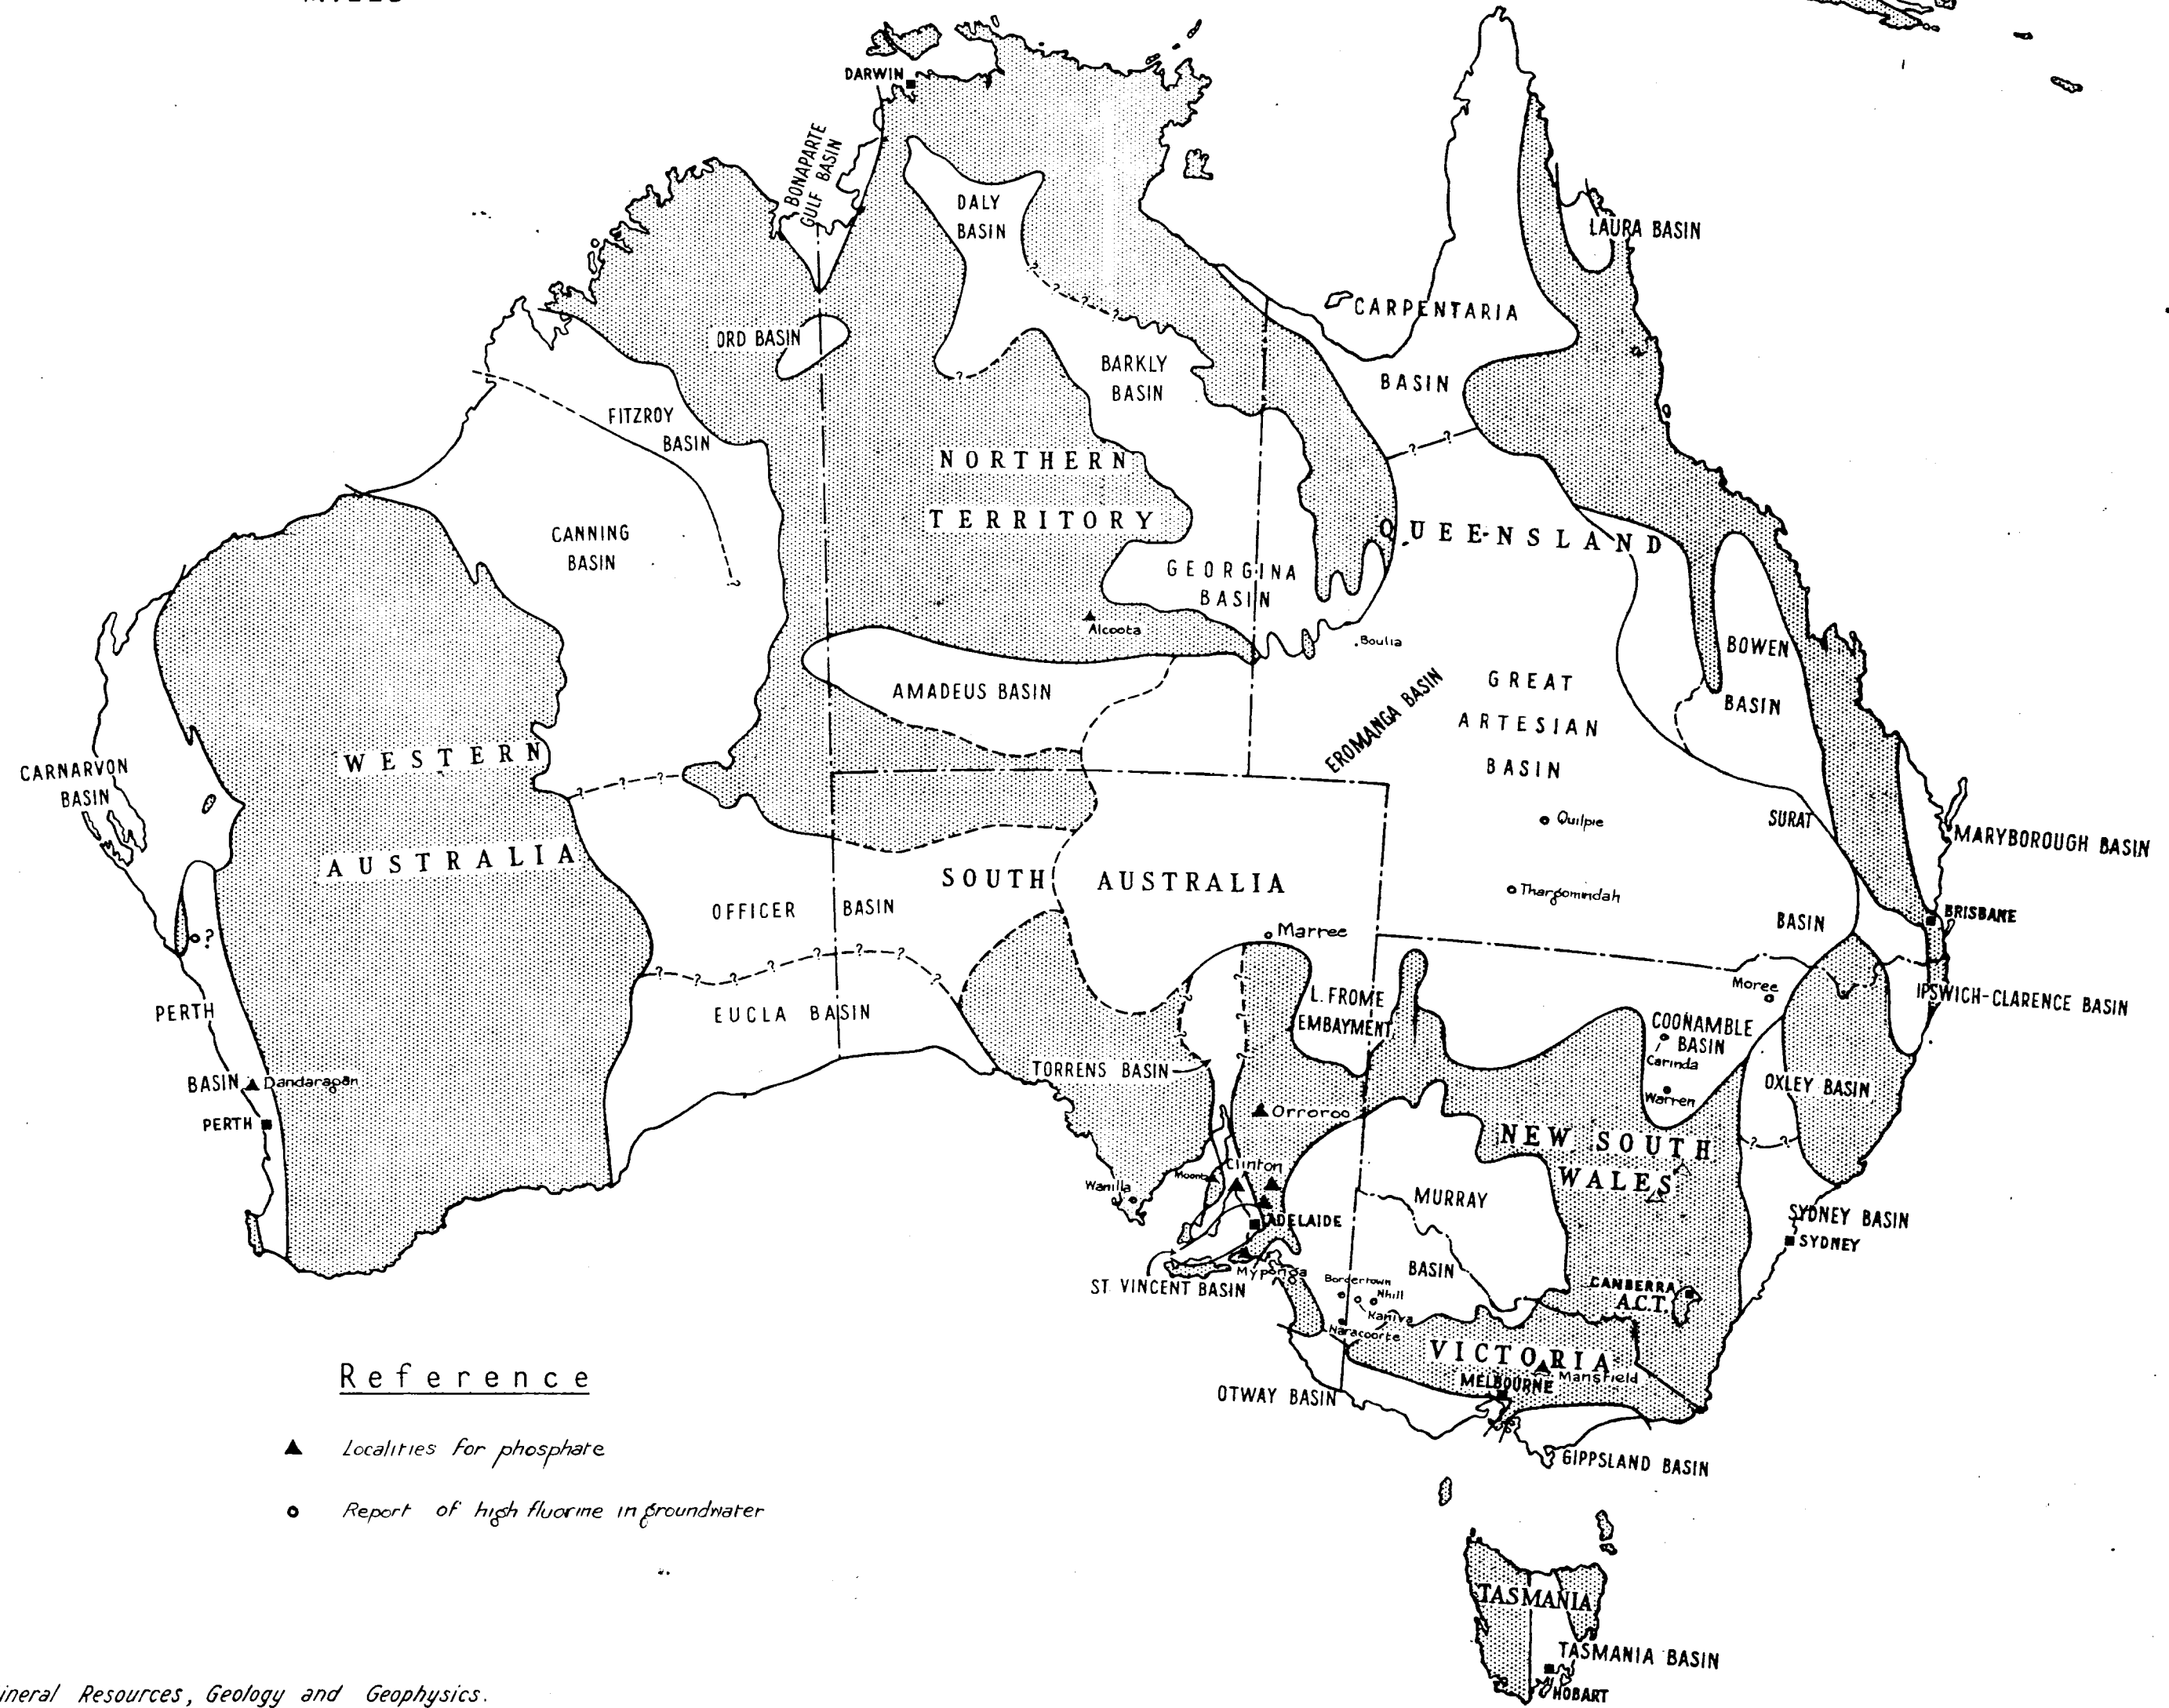 DARWIN
BONAPARTE
GULF BASIN
DALY
BASIN
LAURA BASIN
CARPENTARIA
BASIN
ORD BASIN
BARKLY
BASIN
FITZROY
BASIN
NORTHERN
TERRITORY
CANNING
BASIN
QUEENSLAND
GEORGINA
BASIN
Alcoota
Boulia
BOWEN
BASIN
AMADEUS BASIN
EROMANGA BASIN
GREAT
ARTESIAN
BASIN
WESTERN
AUSTRALIA
CARNARVON
BASIN
Quilpie
SURAT
BASIN
MARYBOROUGH BASIN
SOUTH AUSTRALIA
Thargomindah
OFFICER BASIN
BRISBANE
Marree
?
L. FROME
EMBAYMENT
Moree
IPSWICH-CLARENCE BASIN
PERTH
BASIN
EUCLA BASIN
COONAMBLE
BASIN
Carinda
TORRENS BASIN
Dandaragan
OXLEY BASIN
Warren
PERTH
Orroroo
NEW SOUTH
WALES
Clinton
Moonta
Wanilla
MURRAY
BASIN
ADELAIDE
SYDNEY BASIN
SYDNEY
Myponga
ST. VINCENT BASIN
Bordertown
Nhill
Kaniva
Naracoorte
CANBERRA
A.C.T.
VICTORIA
Mansfield
MELBOURNE
OTWAY BASIN
GIPPSLAND BASIN
Reference
Localities for phosphate
Report of high fluorine in groundwater
TASMANIA
TASMANIA BASIN
HOBART
ineral Resources, Geology and Geophysics.